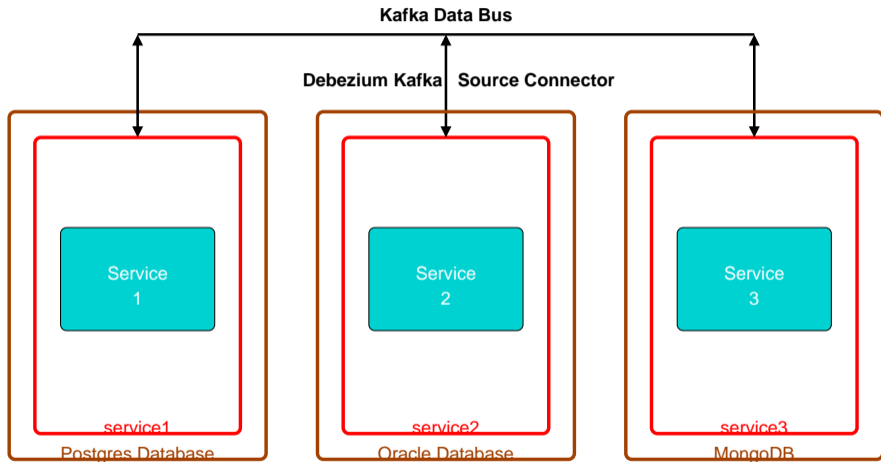 Kafka Data Bus
Debezium Kafka Source Connector
Service
1
Service
2
Service
3
service1
service2
service3
Postgres Database
Oracle Database
MongoDB